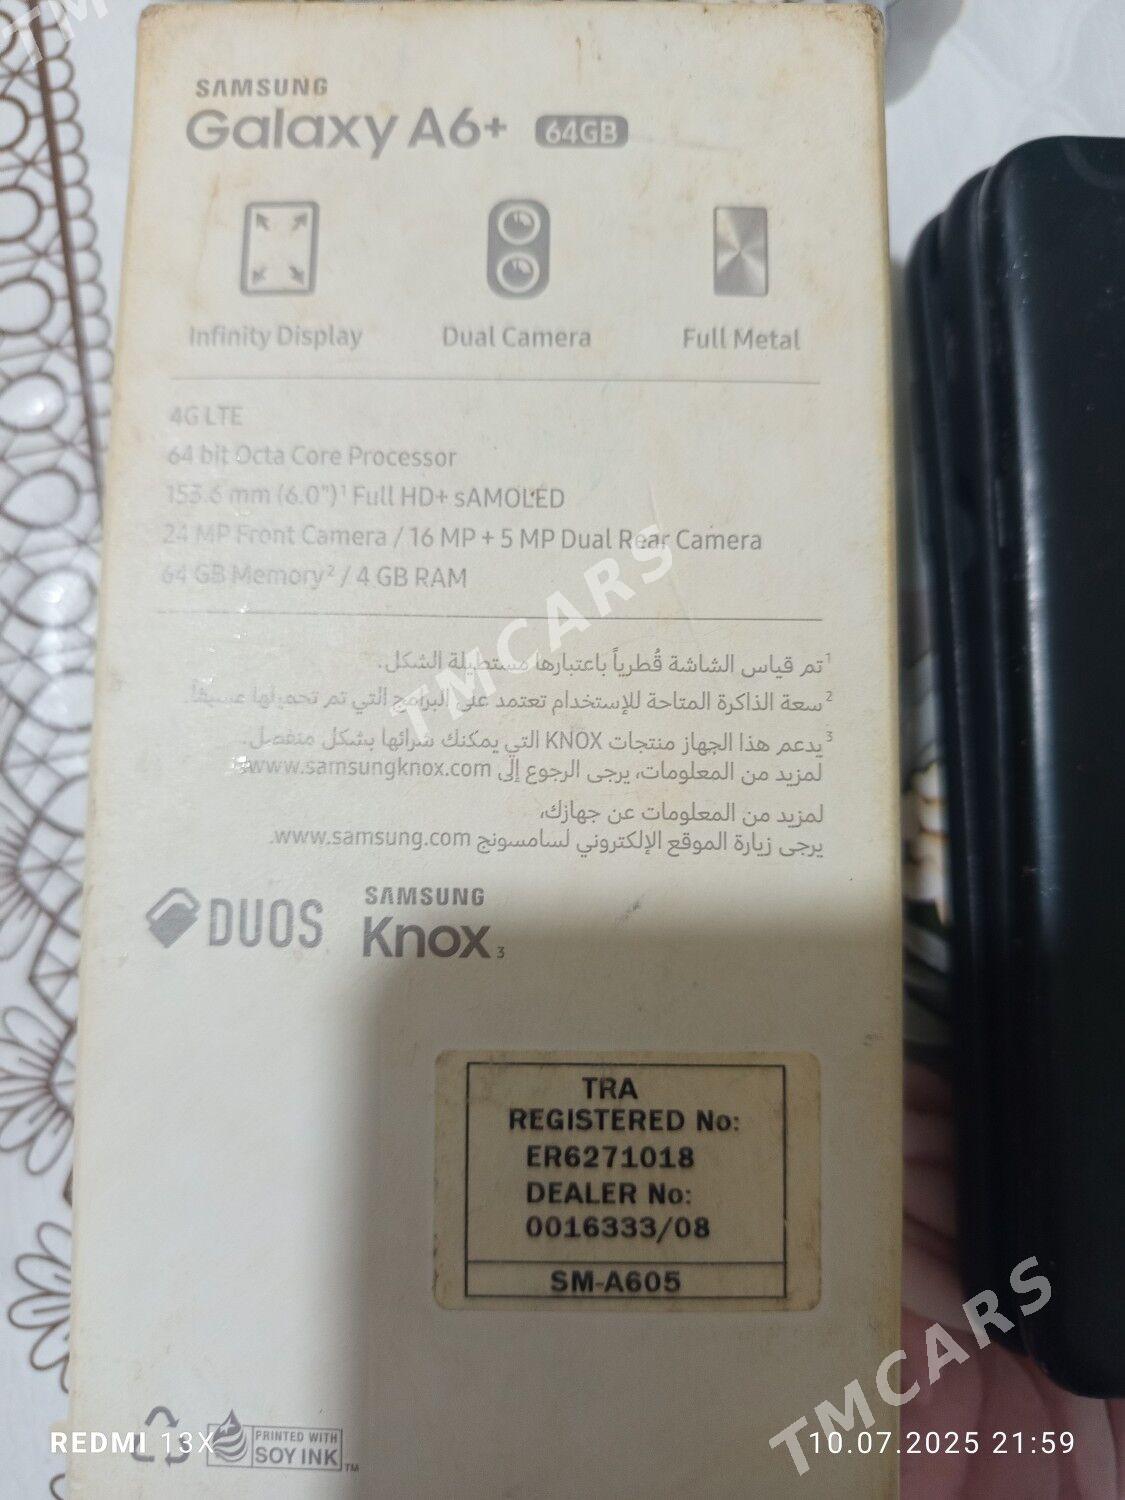 SAMSUNG
Galaxy A6+ 64GB
Infinity Display
Dual Camera
Full Metal
4G LTE
64 bit Octa Core Processor
153.6 mm (6.0")¹ Full HD+ sAMOLED
24 MP Front Camera / 16 MP + 5 MP Dual Rear Camera
64 GB Memory² / 4 GB RAM
¹تم قياس الشاشة قُطرياً باعتبارها مستطيلة الشكل.
²سعة الذاكرة المتاحة للإستخدام تعتمد على البرامج التي تم تحميلها مسبقاً.
³يدعم هذا الجهاز منتجات KNOX التي يمكنك شرائها بشكل منفصل.
لمزيد من المعلومات، يرجى الرجوع إلى www.samsungknox.com.
لمزيد من المعلومات عن جهازك،
يرجى زيارة الموقع الإلكتروني لسامسونج www.samsung.com.
DUOS
SAMSUNG
Knox 3
TRA
REGISTERED No:
ER6271018
DEALER No:
0016333/08
SM-A605
PRINTED WITH
SOY INK TM
REDMI 13X
10.07.2025 21:59
TMCARS
TMCARS